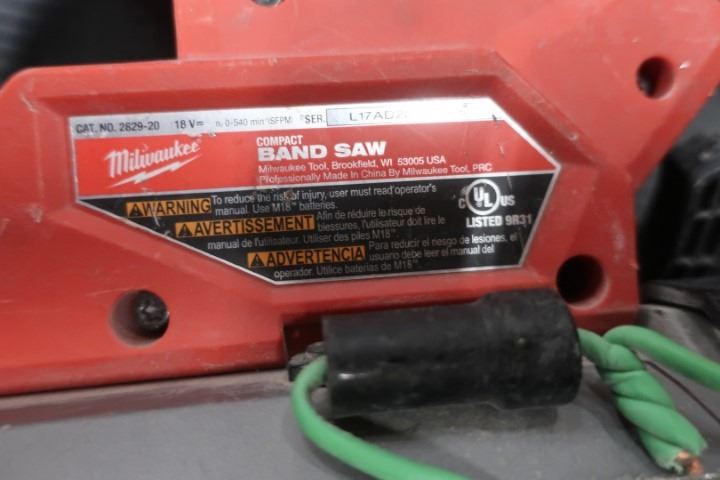 CAT. NO. 2629-20 18 V⎓ n. 0-540 min⁻¹(SFPM) SER. L17AD
Milwaukee
COMPACT
BAND SAW
Milwaukee Tool, Brookfield, WI 53005 USA
Professionally Made In China By Milwaukee Tool, PRC
WARNING To reduce the risk of injury, user must read operator's
manual. Use M18™ batteries.
AVERTISSEMENT Afin de réduire le risque de
blessures, l'utilisateur doit lire le
manuel de l'utilisateur. Utiliser des piles M18™.
ADVERTENCIA Para reducir el riesgo de lesiones, el
usuario debe leer el manual del
operador. Utilice baterías de M18™.
C UL US
LISTED 9R31